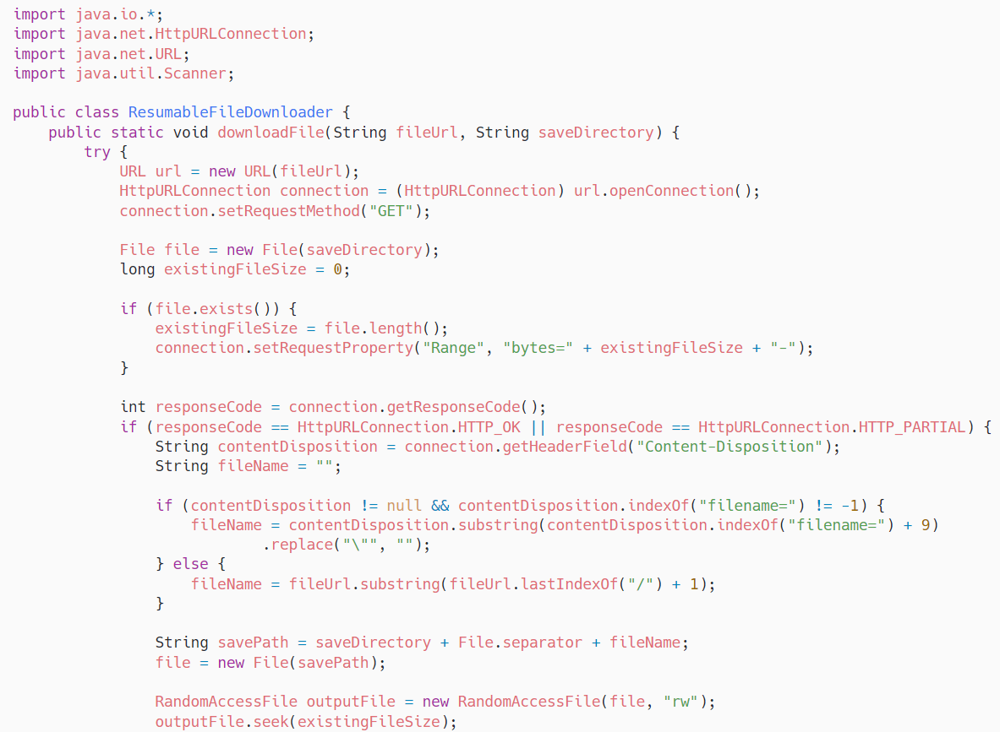 import java.io.*;
import java.net.HttpURLConnection;
import java.net.URL;
import java.util.Scanner;

public class ResumableFileDownloader {
    public static void downloadFile(String fileUrl, String saveDirectory) {
        try {
            URL url = new URL(fileUrl);
            HttpURLConnection connection = (HttpURLConnection) url.openConnection();
            connection.setRequestMethod("GET");

            File file = new File(saveDirectory);
            long existingFileSize = 0;

            if (file.exists()) {
                existingFileSize = file.length();
                connection.setRequestProperty("Range", "bytes=" + existingFileSize + "-");
            }

            int responseCode = connection.getResponseCode();
            if (responseCode == HttpURLConnection.HTTP_OK || responseCode == HttpURLConnection.HTTP_PARTIAL) {
                String contentDisposition = connection.getHeaderField("Content-Disposition");
                String fileName = "";

                if (contentDisposition != null && contentDisposition.indexOf("filename=") != -1) {
                    fileName = contentDisposition.substring(contentDisposition.indexOf("filename=") + 9)
                            .replace("\"", "");
                } else {
                    fileName = fileUrl.substring(fileUrl.lastIndexOf("/") + 1);
                }

                String savePath = saveDirectory + File.separator + fileName;
                file = new File(savePath);

                RandomAccessFile outputFile = new RandomAccessFile(file, "rw");
                outputFile.seek(existingFileSize);